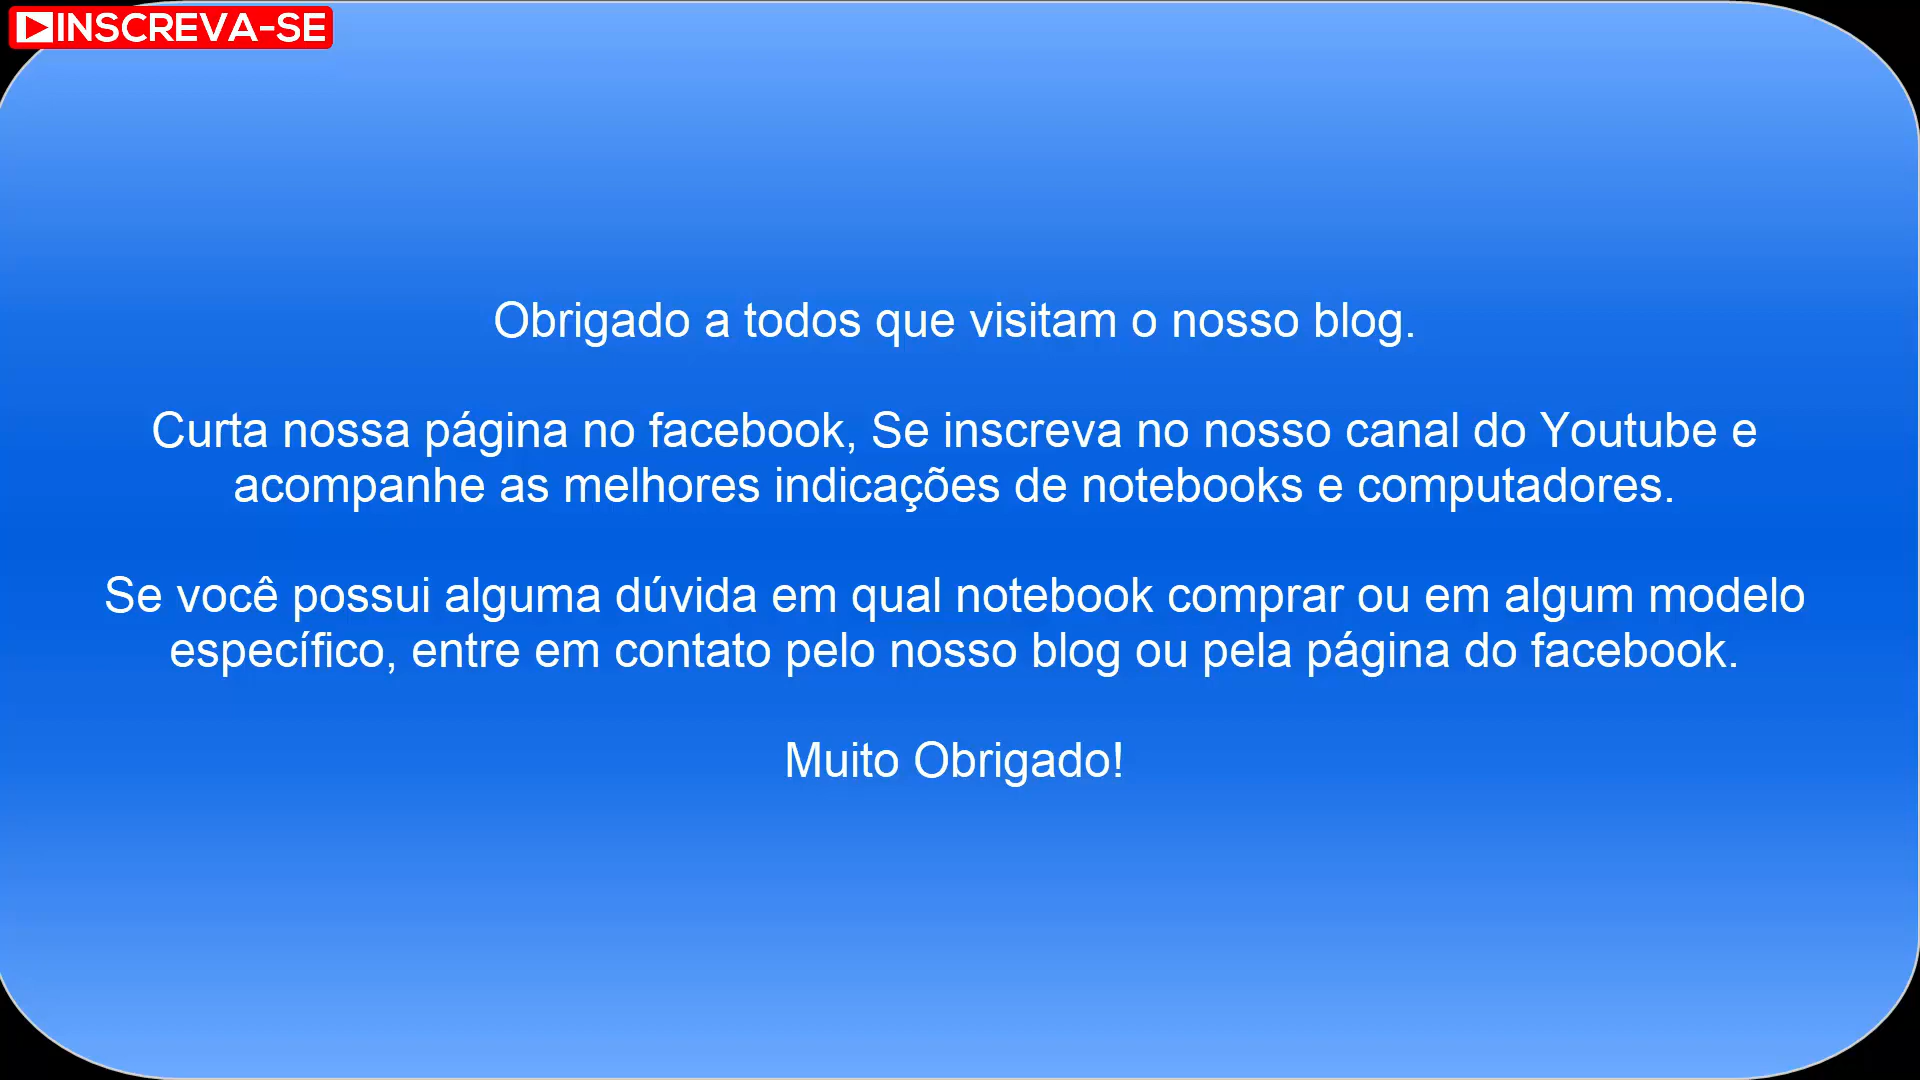 INSCREVA-SE
Obrigado a todos que visitam o nosso blog.
Curta nossa página no facebook, Se inscreva no nosso canal do Youtube e
acompanhe as melhores indicações de notebooks e computadores.
Se você possui alguma dúvida em qual notebook comprar ou em algum modelo
específico, entre em contato pelo nosso blog ou pela página do facebook.
Muito Obrigado!